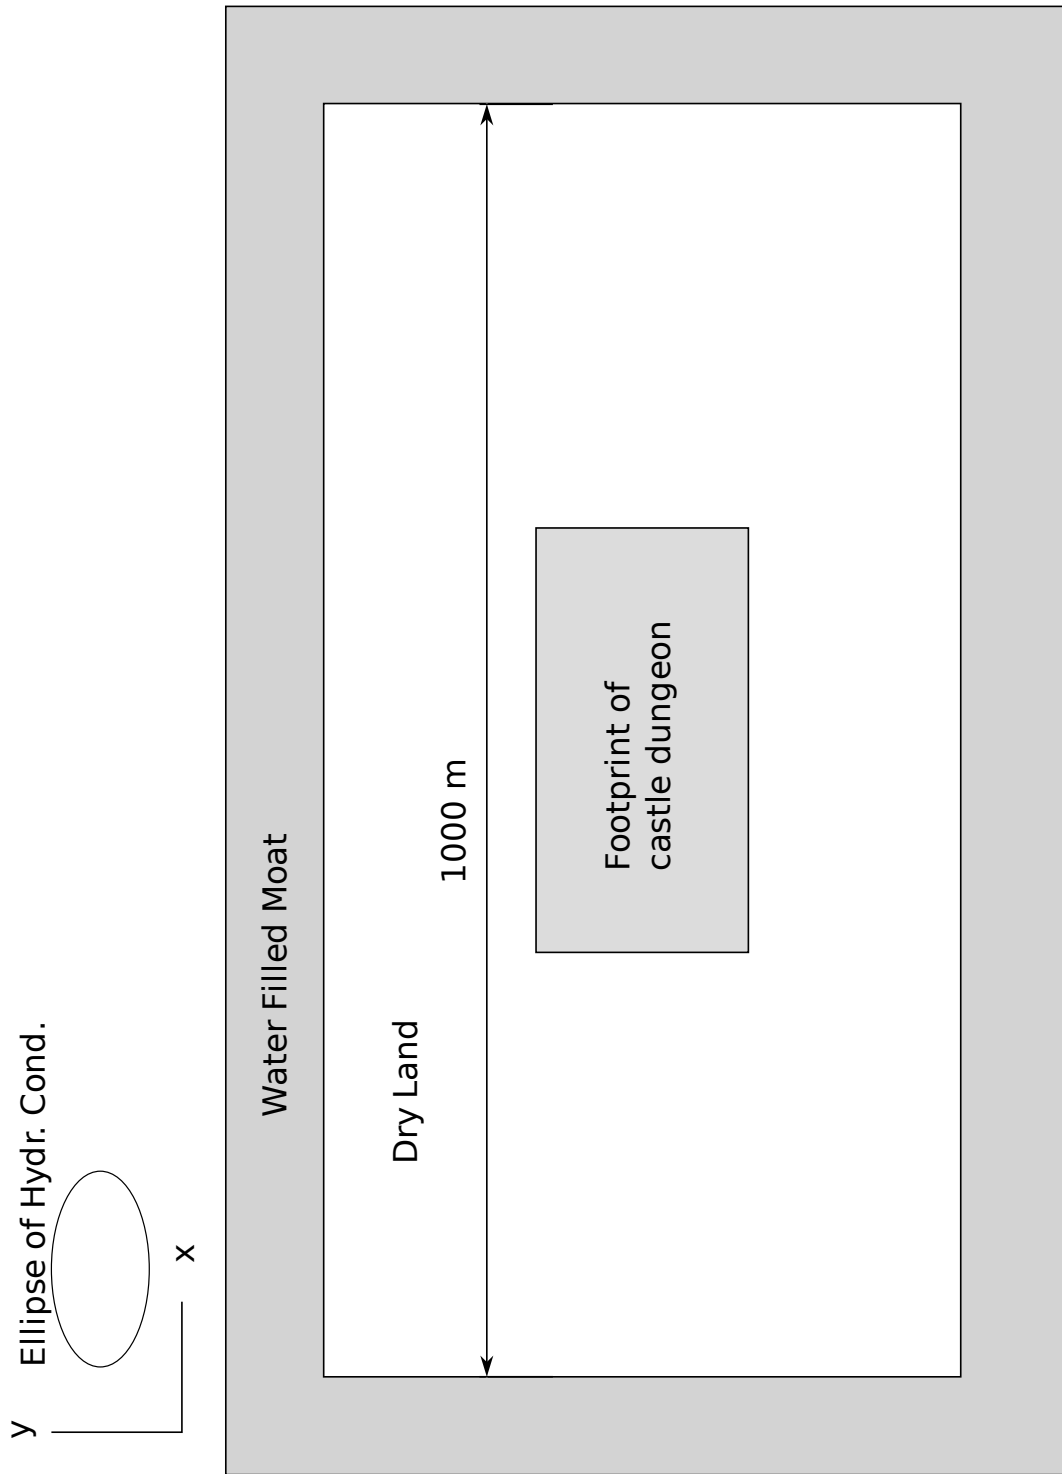 y
Ellipse of Hydr. Cond.
x
Water Filled Moat
Dry Land
1000 m
Footprint of
castle dungeon